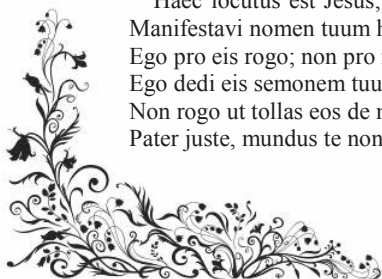 Haec locutus est Jesus,
Manifestavi nomen tuum
Ego pro eis rogo; non pro
Ego dedi eis semonem tuu
Non rogo ut tollas eos de
Pater juste, mundus te non